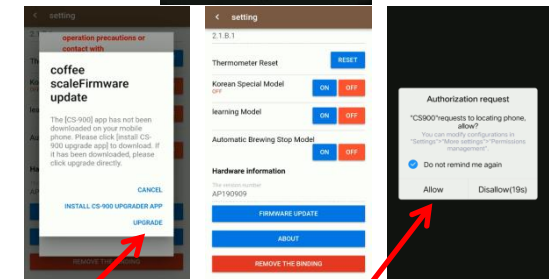 setting
operation precautions or
contact with
coffee
scaleFirmware
update
The [CS-900] app has not been
downloaded on your mobile
phone. Please click [install CS-
900 upgrade app] to download. If
it has been downloaded, please
click upgrade directly.
CANCEL
INSTALL CS-900 UPGRADER APP
UPGRADE
REMOVE THE BINDING
setting
2.1.B.1
Thermometer Reset
RESET
Korean Special Model
OFF
ON OFF
learning Model
ON OFF
Automatic Brewing Stop Model
ON OFF
Hardware information
The version number
AP190909
FIRMWARE UPDATE
ABOUT
REMOVE THE BINDING
Authorization request
"CS900"requests to locating phone,
allow?
You can modify configurations in
"Settings">"More settings">"Permissions
management".
Do not remind me again
Allow Disallow(19s)